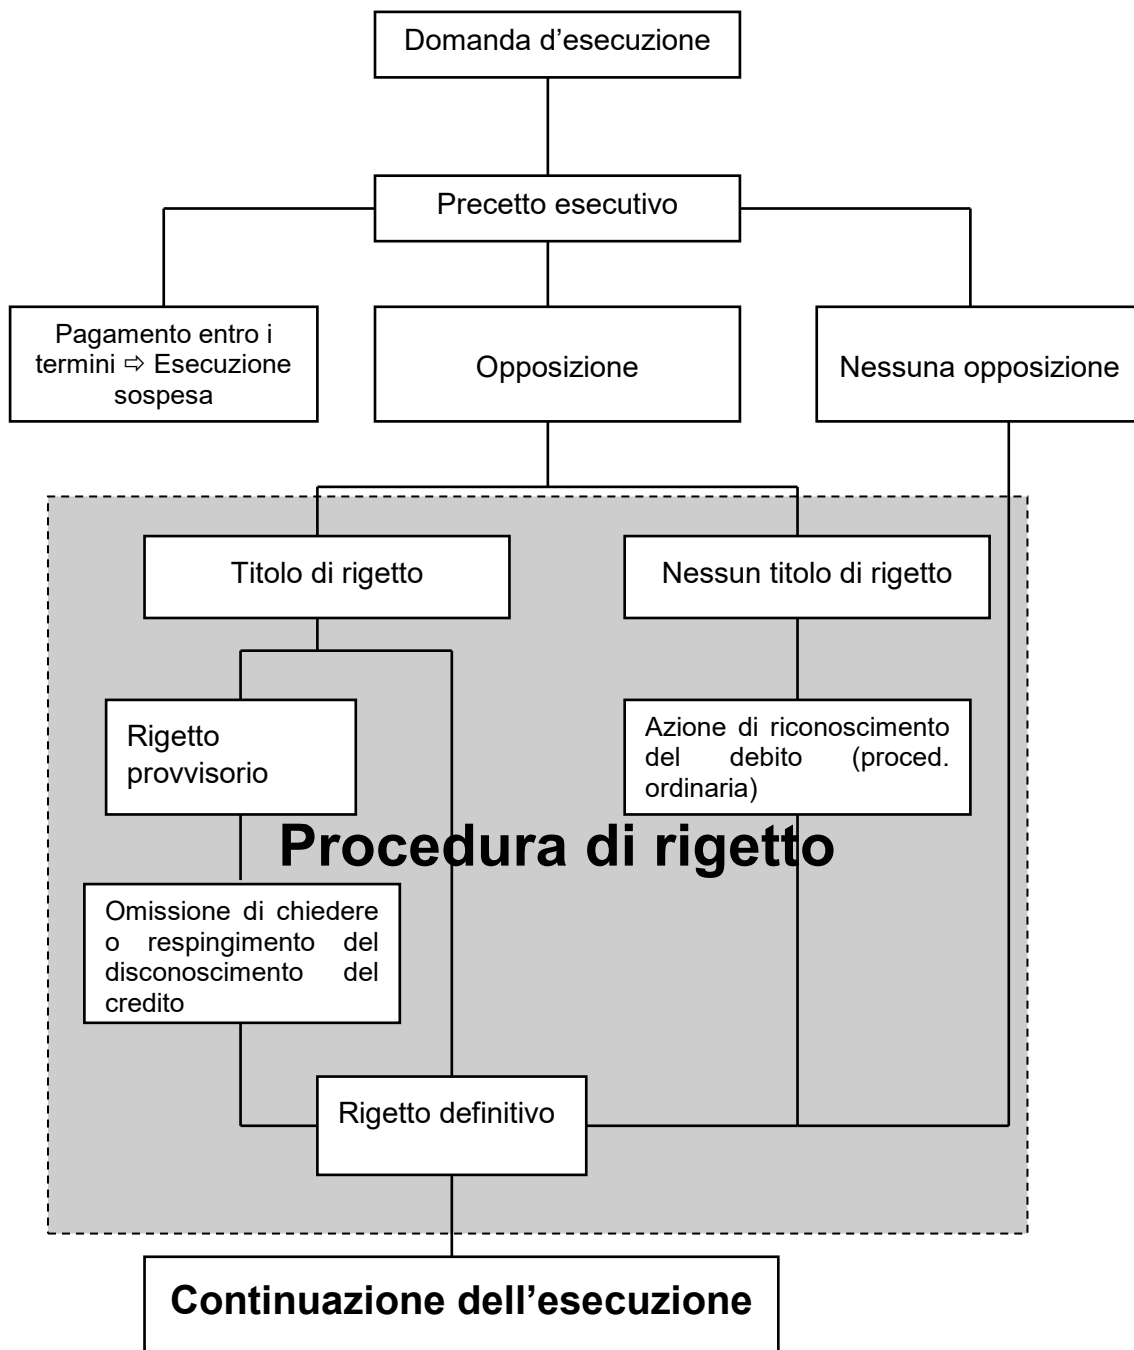 Domanda d’esecuzione
Precetto esecutivo
Pagamento entro i
termini ⇨ Esecuzione
sospesa
Opposizione
Nessuna opposizione
Titolo di rigetto
Nessun titolo di rigetto
Rigetto
provvisorio
Azione di riconoscimento
del debito (proced.
ordinaria)
Procedura di rigetto
Omissione di chiedere
o respingimento del
disconoscimento del
credito
Rigetto definitivo
Continuazione dell’esecuzione